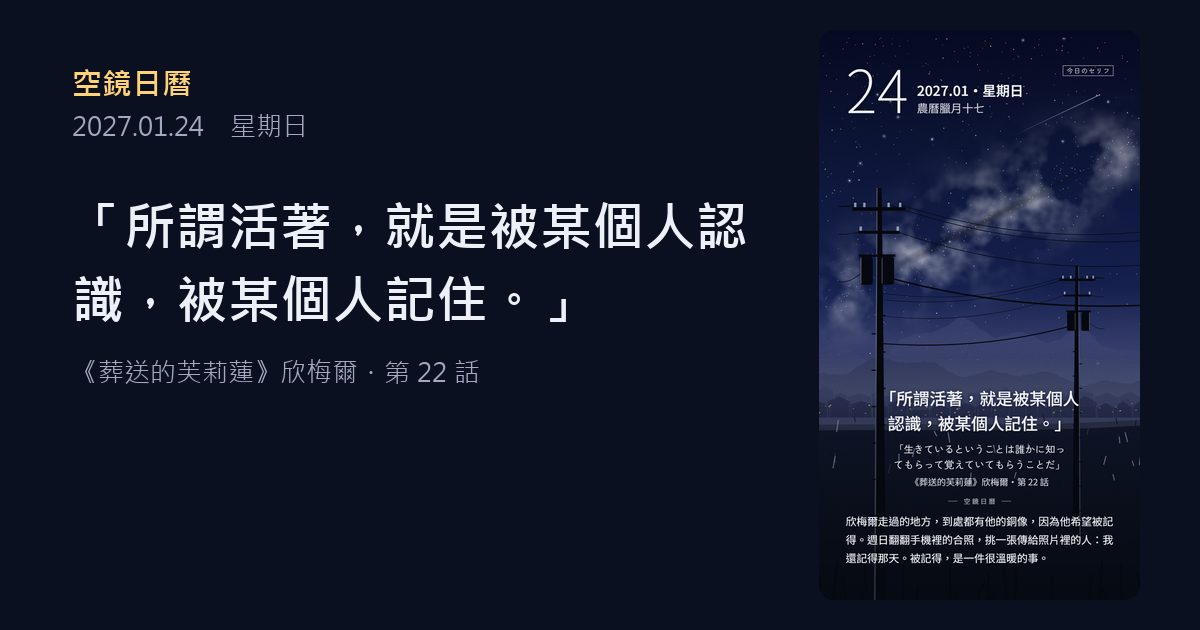 空鏡日曆
2027.01.24 星期日
「所謂活著，就是被某個人認
識，被某個人記住。」
《葬送的芙莉蓮》欣梅爾·第 22 話
24
2027.01·星期日
農曆臘月十七
今日のセリフ
「所謂活著，就是被某個人
認識，被某個人記住。」
「生きているということは誰かに知っ
てもらって覚えていてもらうことだ」
《葬送的芙莉蓮》欣梅爾·第 22 話
— 空鏡日曆 —
欣梅爾走過的地方，到處都有他的銅像，因為他希望被記
得。週日翻翻手機裡的合照，挑一張傳給照片裡的人：我
還記得那天。被記得，是一件很溫暖的事。